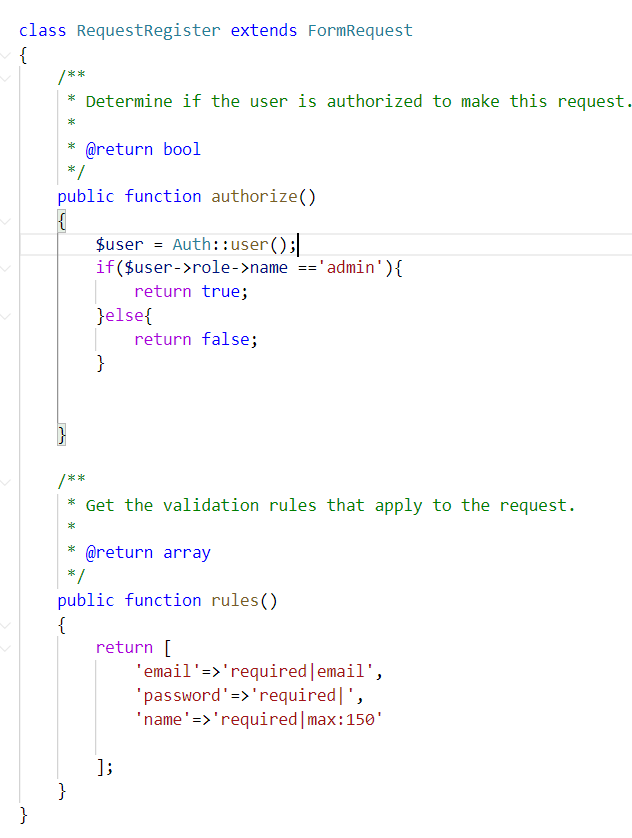 class RequestRegister extends FormRequest
{
    /**
     * Determine if the user is authorized to make this request.
     *
     * @return bool
     */
    public function authorize()
    {
        $user = Auth::user();
        if($user->role->name =='admin'){
            return true;
        }else{
            return false;
        }


    }

    /**
     * Get the validation rules that apply to the request.
     *
     * @return array
     */
    public function rules()
    {
        return [
            'email'=>'required|email',
            'password'=>'required|',
            'name'=>'required|max:150'

        ];
    }
}